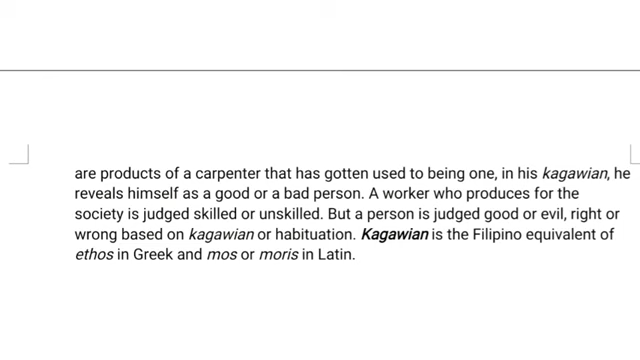 are products of a carpenter that has gotten used to being one, in his kagawian, he
reveals himself as a good or a bad person. A worker who produces for the
society is judged skilled or unskilled. But a person is judged good or evil, right or
wrong based on kagawian or habituation. Kagawian is the Filipino equivalent of
ethos in Greek and mos or moris in Latin.